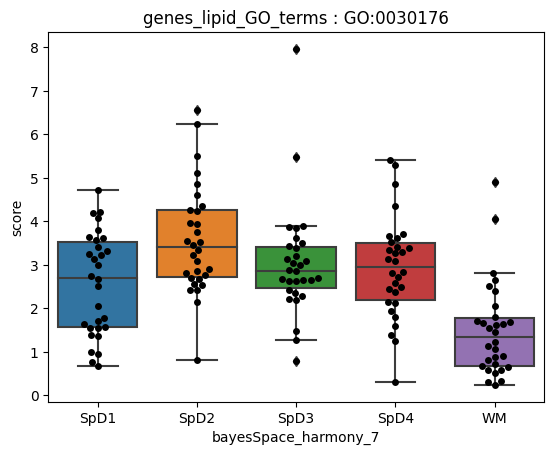 genes_lipid_GO_terms : GO:0030176
8
7
6
5
4
3
2
1
0
score
SpD1 SpD2 SpD3 SpD4 WM
bayesSpace_harmony_7